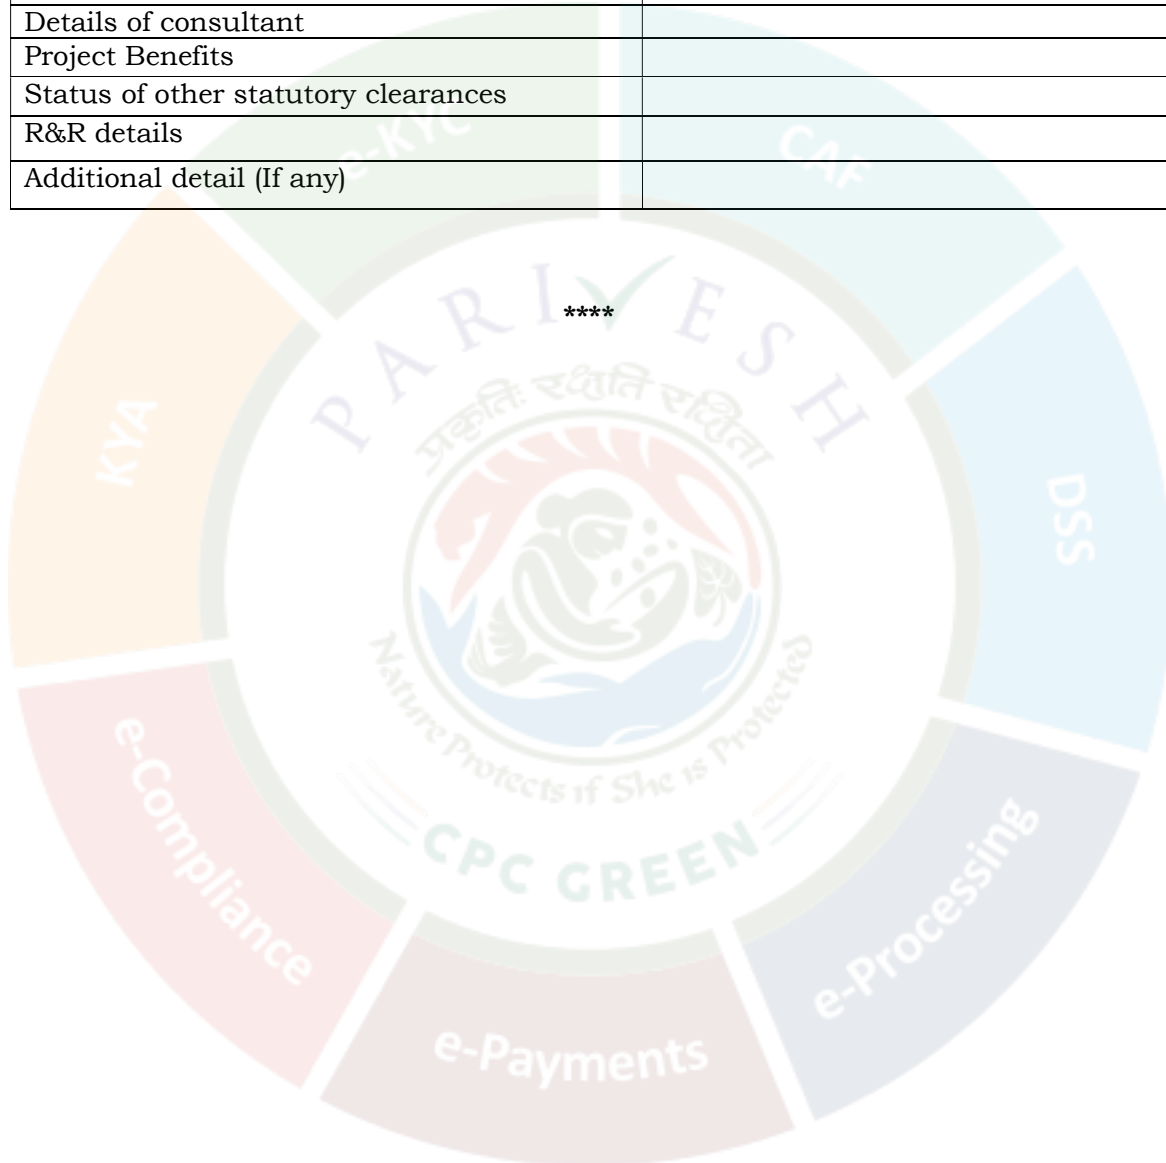 Details of consultant
Project Benefits
Status of other statutory clearances
R&R details
Additional detail (If any)
****
e-KYC
CAF
KYA
DSS
PARIVESH
प्रकृतिः रक्षति रक्षिता
Nature Protects if She is Protected
CPC GREEN
e-Compliance
e-Processing
e-Payments